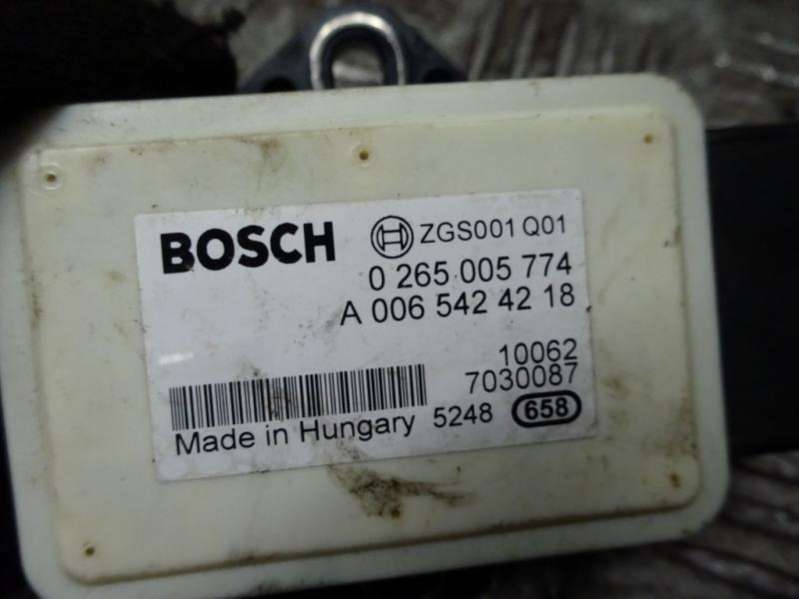 BOSCH ZGS001 Q01
0 265 005 774
A 006 542 42 18
10062
7030087
Made in Hungary 5248 658